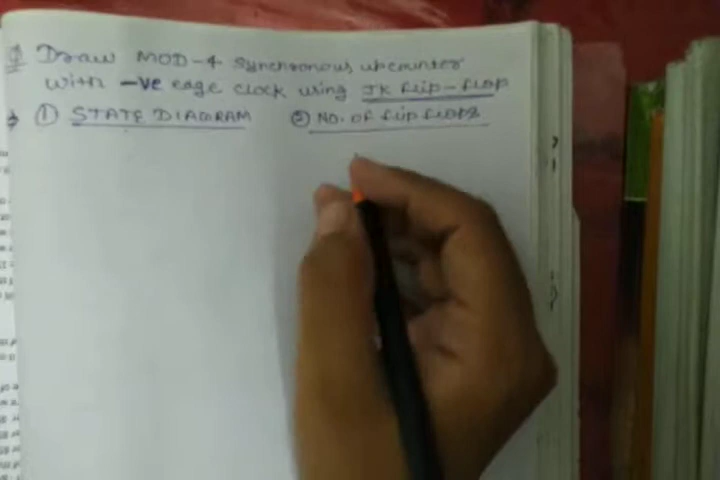 Q Draw MOD-4 Synchronous upcounter
with -ve eage clock using JK flip-flop
→ ① STATE DIAGRAM ② NO. OF flip flops